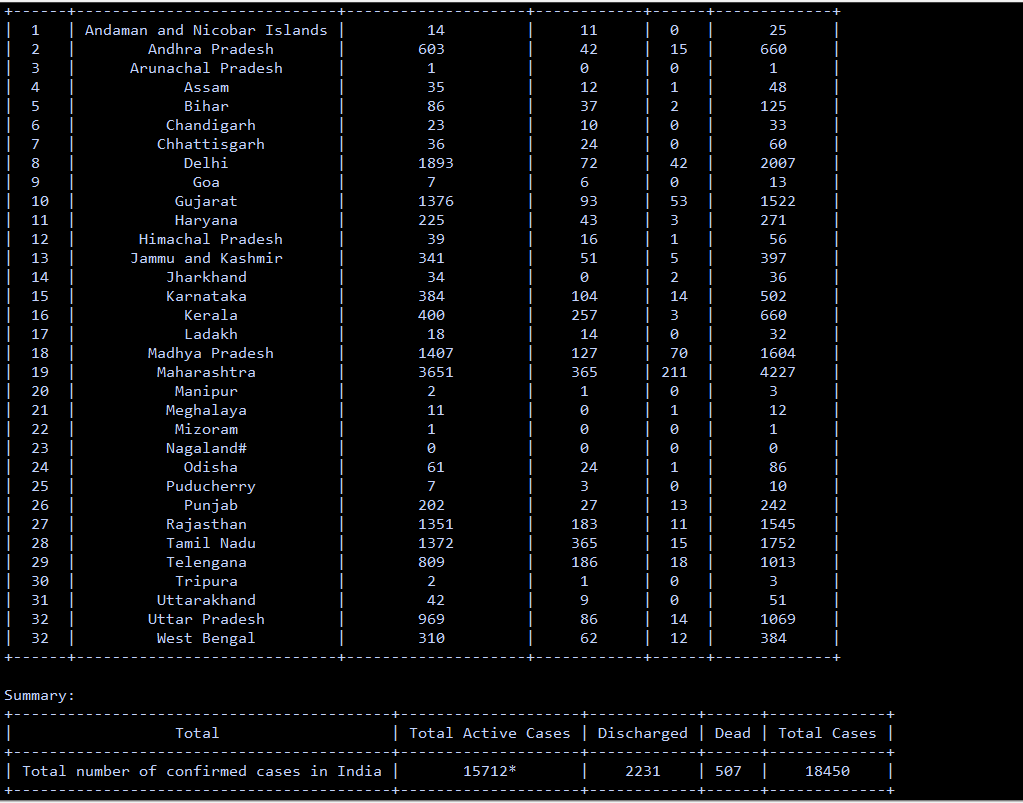 +------+-----------------------------+--------------------+------------+------+-------------+
| 1 | Andaman and Nicobar Islands | 14 | 11 | 0 | 25 |
| 2 | Andhra Pradesh | 603 | 42 | 15 | 660 |
| 3 | Arunachal Pradesh | 1 | 0 | 0 | 1 |
| 4 | Assam | 35 | 12 | 1 | 48 |
| 5 | Bihar | 86 | 37 | 2 | 125 |
| 6 | Chandigarh | 23 | 10 | 0 | 33 |
| 7 | Chhattisgarh | 36 | 24 | 0 | 60 |
| 8 | Delhi | 1893 | 72 | 42 | 2007 |
| 9 | Goa | 7 | 6 | 0 | 13 |
| 10 | Gujarat | 1376 | 93 | 53 | 1522 |
| 11 | Haryana | 225 | 43 | 3 | 271 |
| 12 | Himachal Pradesh | 39 | 16 | 1 | 56 |
| 13 | Jammu and Kashmir | 341 | 51 | 5 | 397 |
| 14 | Jharkhand | 34 | 0 | 2 | 36 |
| 15 | Karnataka | 384 | 104 | 14 | 502 |
| 16 | Kerala | 400 | 257 | 3 | 660 |
| 17 | Ladakh | 18 | 14 | 0 | 32 |
| 18 | Madhya Pradesh | 1407 | 127 | 70 | 1604 |
| 19 | Maharashtra | 3651 | 365 | 211 | 4227 |
| 20 | Manipur | 2 | 1 | 0 | 3 |
| 21 | Meghalaya | 11 | 0 | 1 | 12 |
| 22 | Mizoram | 1 | 0 | 0 | 1 |
| 23 | Nagaland# | 0 | 0 | 0 | 0 |
| 24 | Odisha | 61 | 24 | 1 | 86 |
| 25 | Puducherry | 7 | 3 | 0 | 10 |
| 26 | Punjab | 202 | 27 | 13 | 242 |
| 27 | Rajasthan | 1351 | 183 | 11 | 1545 |
| 28 | Tamil Nadu | 1372 | 365 | 15 | 1752 |
| 29 | Telengana | 809 | 186 | 18 | 1013 |
| 30 | Tripura | 2 | 1 | 0 | 3 |
| 31 | Uttarakhand | 42 | 9 | 0 | 51 |
| 32 | Uttar Pradesh | 969 | 86 | 14 | 1069 |
| 32 | West Bengal | 310 | 62 | 12 | 384 |
+------+-----------------------------+--------------------+------------+------+-------------+
Summary:
+------------------------------------------+--------------------+------------+------+-------------+
| Total | Total Active Cases | Discharged | Dead | Total Cases |
+------------------------------------------+--------------------+------------+------+-------------+
| Total number of confirmed cases in India | 15712* | 2231 | 507 | 18450 |
+------------------------------------------+--------------------+------------+------+-------------+